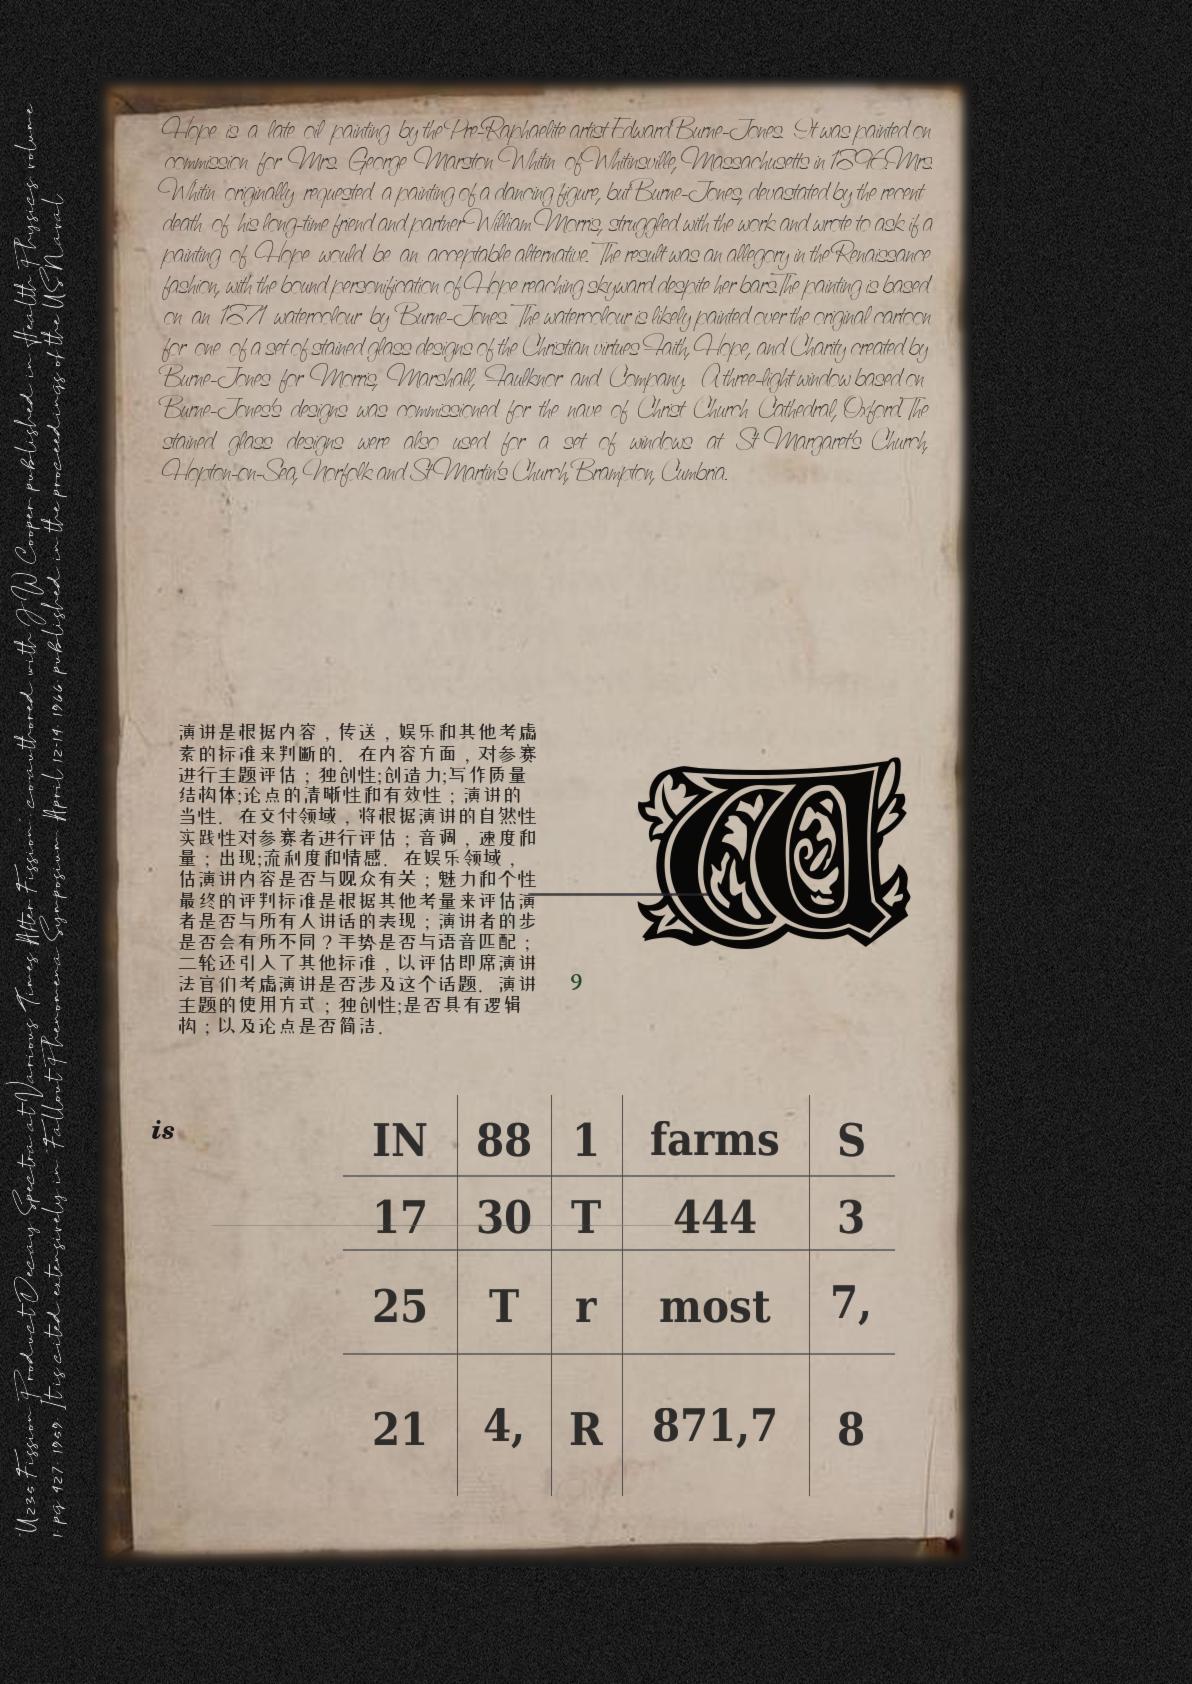 Hope is a late oil painting by the Pre-Raphaelite artist Edward Burne-Jones. It was painted on
commission for Mrs. George Marston Whitin of Whitinsville, Massachusetts in 1896. Mrs.
Whitin originally requested a painting of a dancing figure, but Burne-Jones, devastated by the recent
death of his long-time friend and partner William Morris, struggled with the work and wrote to ask if a
painting of Hope would be an acceptable alternative. The result was an allegory in the Renaissance
fashion, with the bound personification of Hope reaching skyward despite her bars. The painting is based
on an 1871 watercolour by Burne-Jones. The watercolour is likely painted over the original cartoon
for one of a set of stained glass designs of the Christian virtues Faith, Hope, and Charity created by
Burne-Jones for Morris, Marshall, Faulkner and Company. A three-light window based on
Burne-Jones's designs was commissioned for the nave of Christ Church Cathedral, Oxford. The
stained glass designs were also used for a set of windows at St Margaret's Church,
Hopton-on-Sea, Norfolk and St Martin's Church, Brampton, Cumbria.
演讲是根据内容，传送，娱乐和其他考虑
素的标准来判断的. 在内容方面，对参赛
进行主题评估；独创性;创造力;写作质量
结构体;论点的清晰性和有效性；演讲的
当性. 在交付领域，将根据演讲的自然性
实践性对参赛者进行评估；音调，速度和
量；出现;流利度和情感. 在娱乐领域，
估演讲内容是否与观众有关；魅力和个性
最终的评判标准是根据其他考量来评估演
者是否与所有人讲话的表现；演讲者的步
是否会有所不同？手势是否与语音匹配；
二轮还引入了其他标准，以评估即席演讲
法官们考虑演讲是否涉及这个话题. 演讲
主题的使用方式；独创性;是否具有逻辑
构；以及论点是否简洁.
W
9
is
IN 88 1 farms S
17 30 T 444 3
25 T r most 7,
21 4, R 871,7 8
U235 Fission Product Decay Spectra at Various Times After Fission, coauthored with J W Cooper published in Health Physics volume
1 pg 427 1959 It is cited extensively in Fallout Phenomena Symposium April 12-14 1966 published in the proceedings of the US Naval